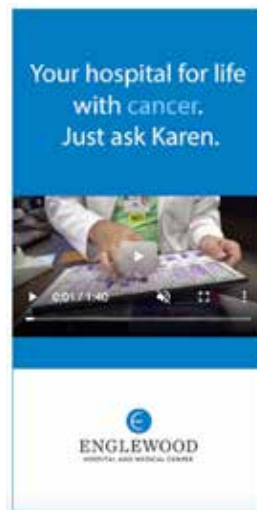 Your hospital for life
with cancer.
Just ask Karen.
0:01 / 1:40
ENGLEWOOD
HOSPITAL AND MEDICAL CENTER